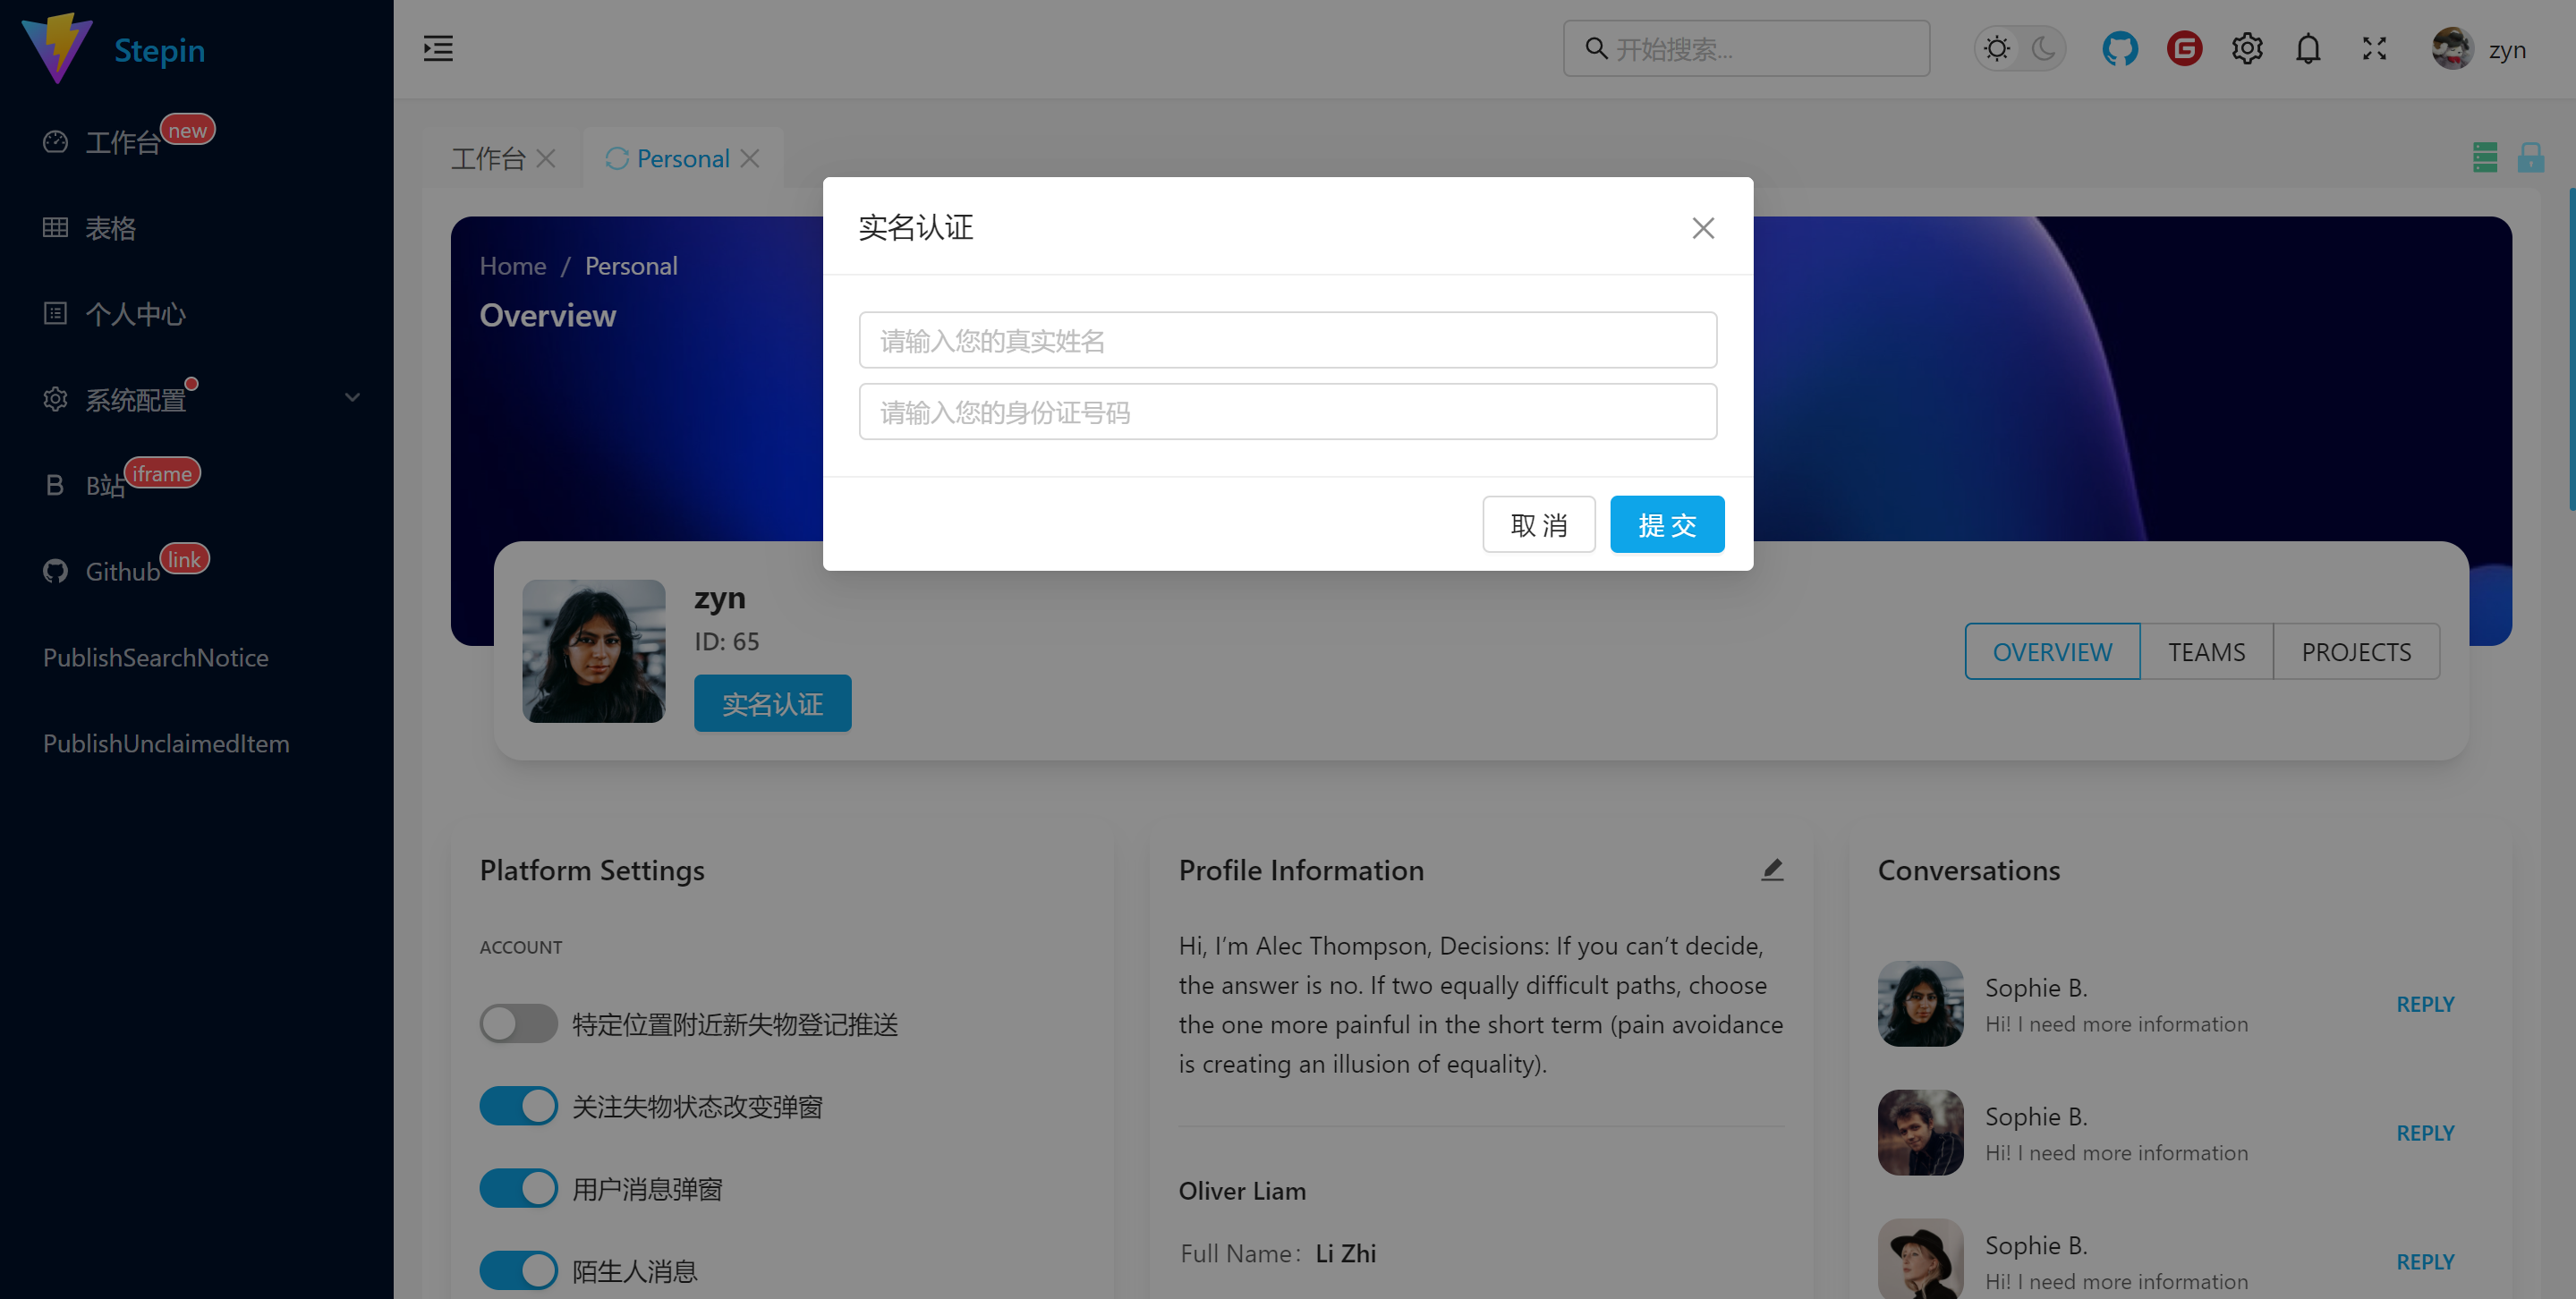 Stepin
开始搜索...
zyn
工作台 new
表格
个人中心
系统配置
B站 iframe
Github link
PublishSearchNotice
PublishUnclaimedItem
工作台
Personal
Home / Personal
Overview
实名认证
请输入您的真实姓名
请输入您的身份证号码
取 消
提 交
zyn
ID: 65
实名认证
OVERVIEW
TEAMS
PROJECTS
Platform Settings
ACCOUNT
特定位置附近新失物登记推送
关注失物状态改变弹窗
用户消息弹窗
陌生人消息
Profile Information
Hi, I’m Alec Thompson, Decisions: If you can’t decide,
the answer is no. If two equally difficult paths, choose
the one more painful in the short term (pain avoidance
is creating an illusion of equality).
Oliver Liam
Full Name: Li Zhi
Conversations
Sophie B.
Hi! I need more information
REPLY
Sophie B.
Hi! I need more information
REPLY
Sophie B.
Hi! I need more information
REPLY